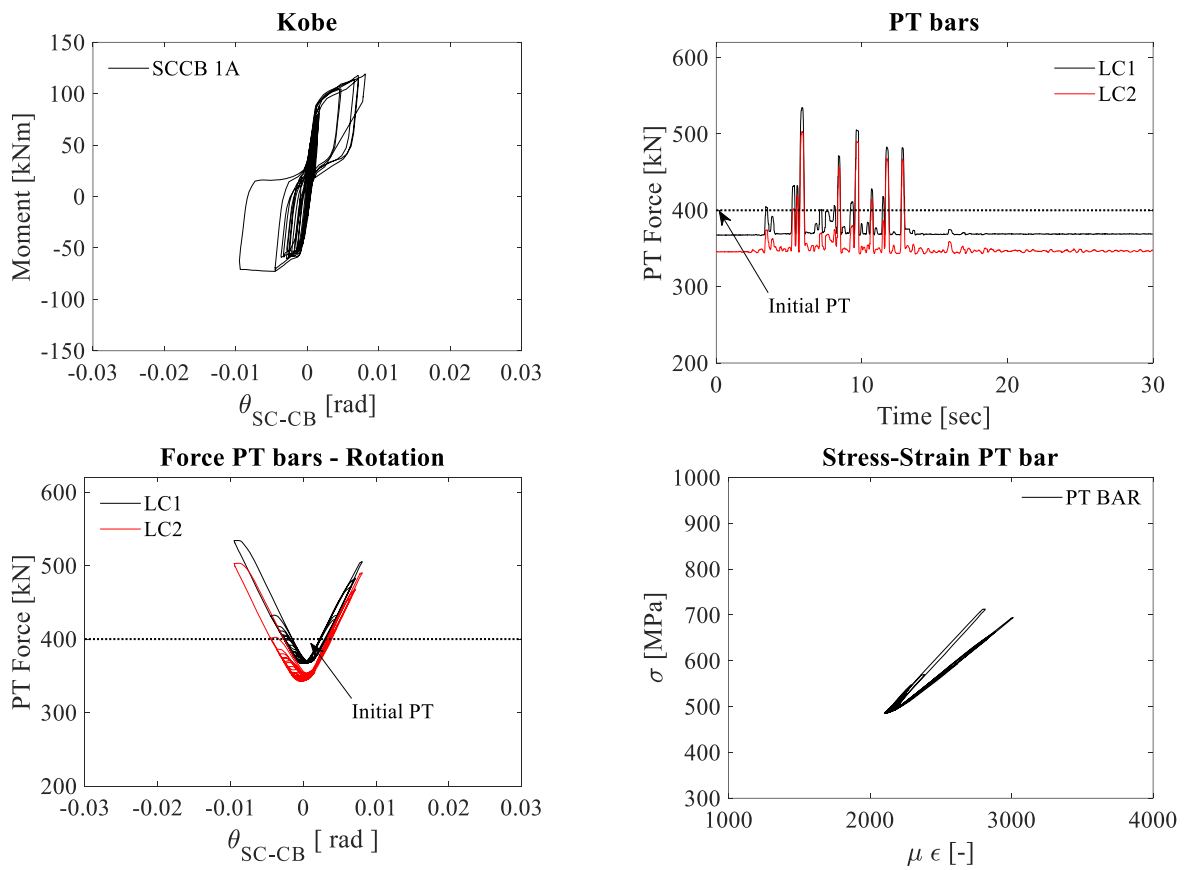 Kobe
SCCB 1A
150
100
50
0
-50
-100
-150
Moment [kNm]
-0.03 -0.02 -0.01 0 0.01 0.02 0.03
θSC-CB [rad]
PT bars
LC1
LC2
600
500
400
300
200
PT Force [kN]
Initial PT
0 10 20 30
Time [sec]
Force PT bars - Rotation
LC1
LC2
600
500
400
300
200
PT Force [kN]
Initial PT
-0.03 -0.02 -0.01 0 0.01 0.02 0.03
θSC-CB [ rad ]
Stress-Strain PT bar
PT BAR
1000
900
800
700
600
500
400
300
σ [MPa]
1000 2000 3000 4000
μ ϵ [-]